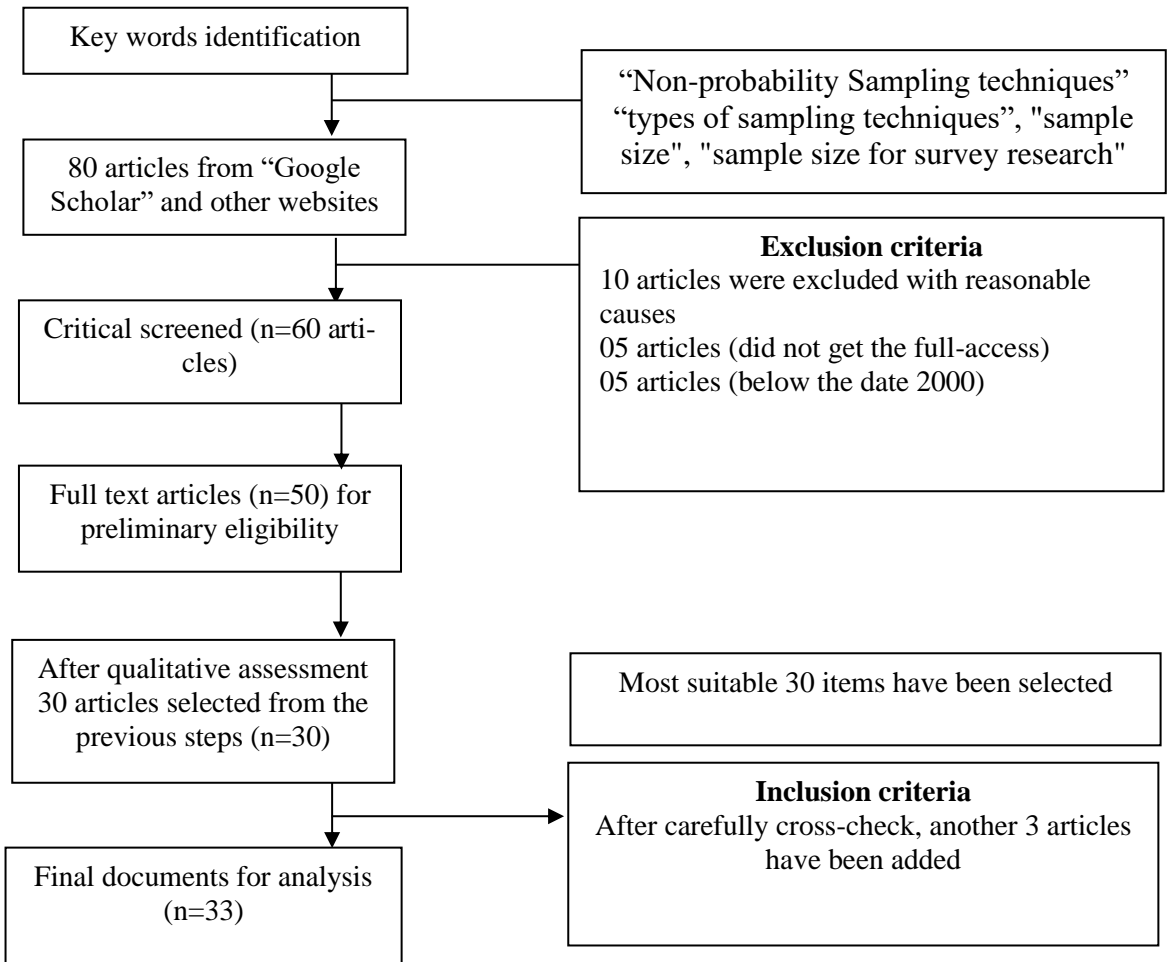 Key words identification
“Non-probability Sampling techniques”
“types of sampling techniques”, "sample
size", "sample size for survey research"
80 articles from “Google
Scholar” and other websites
Exclusion criteria
10 articles were excluded with reasonable
causes
05 articles (did not get the full-access)
05 articles (below the date 2000)
Critical screened (n=60 arti-
cles)
Full text articles (n=50) for
preliminary eligibility
After qualitative assessment
30 articles selected from the
previous steps (n=30)
Most suitable 30 items have been selected
Inclusion criteria
After carefully cross-check, another 3 articles
have been added
Final documents for analysis
(n=33)